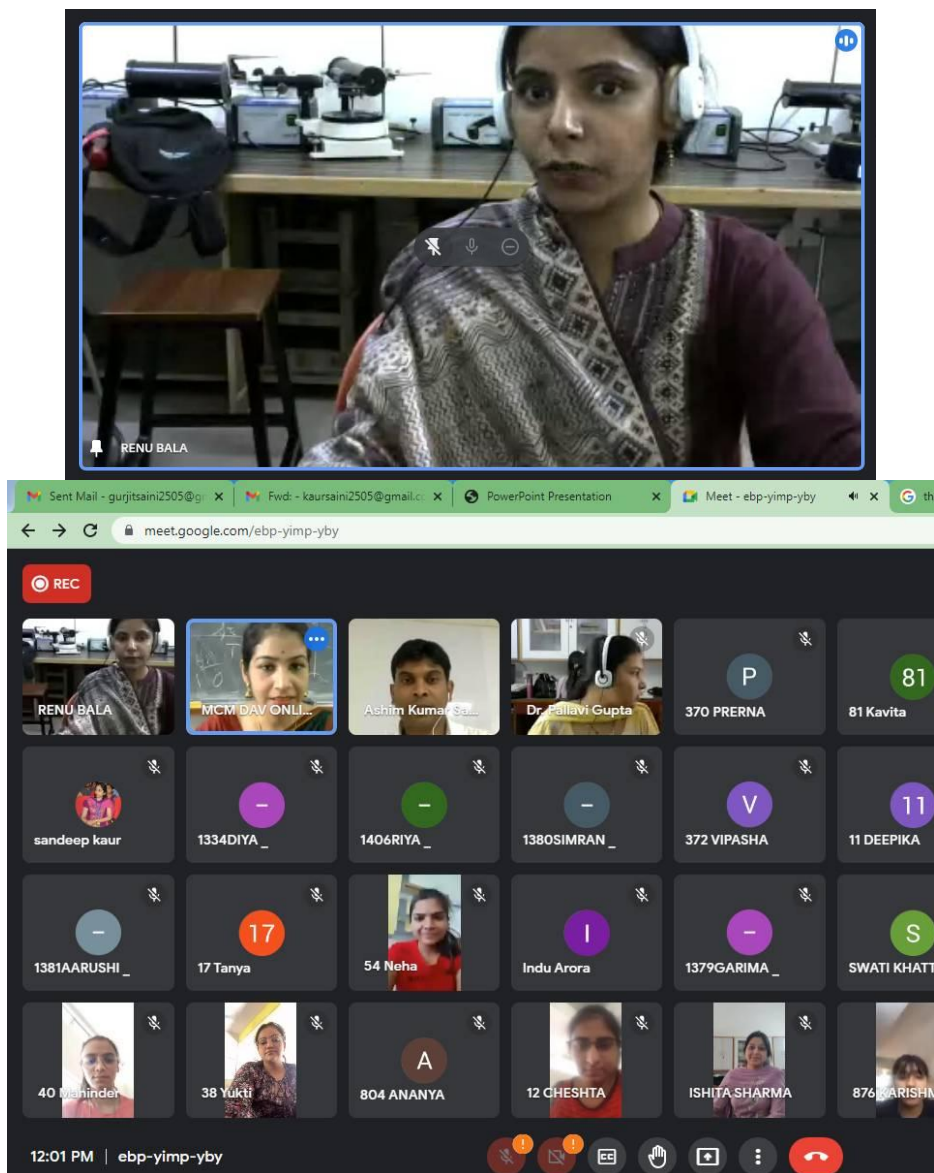 RENU BALA
Sent Mail - gurjitsaini2505@g
Fwd: - kaursaini2505@gmail.c
PowerPoint Presentation
Meet - ebp-yimp-yby
th
meet.google.com/ebp-yimp-yby
REC
RENU BALA
MCM DAV ONLI...
Ashim Kumar
Dr. Pallavi Gupta
P
370 PRERNA
81
81 Kavita
sandeep kaur
1334DIYA _
1406RIYA _
1380SIMRAN _
V
372 VIPASHA
11
11 DEEPIKA
1381AARUSHI _
17
17 Tanya
54 Neha
I
Indu Arora
1379GARIMA _
S
SWATI KHATT
40 Maninder
38 Yukti
A
804 ANANYA
12 CHESHTA
ISHITA SHARMA
876 KARISHM
12:01 PM | ebp-yimp-yby
CC